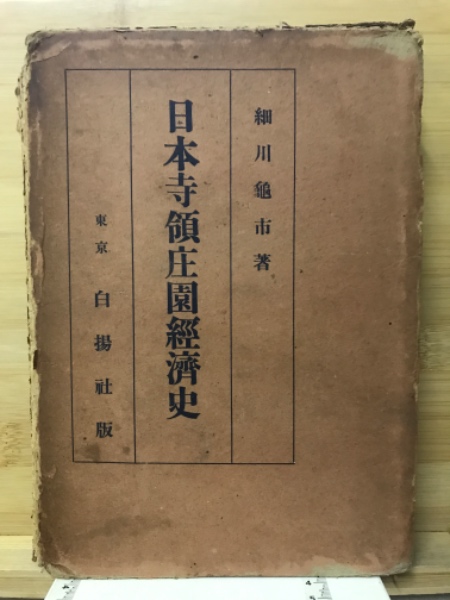 細川龜市著
日本寺領庄園經濟史
東京 白揚社版